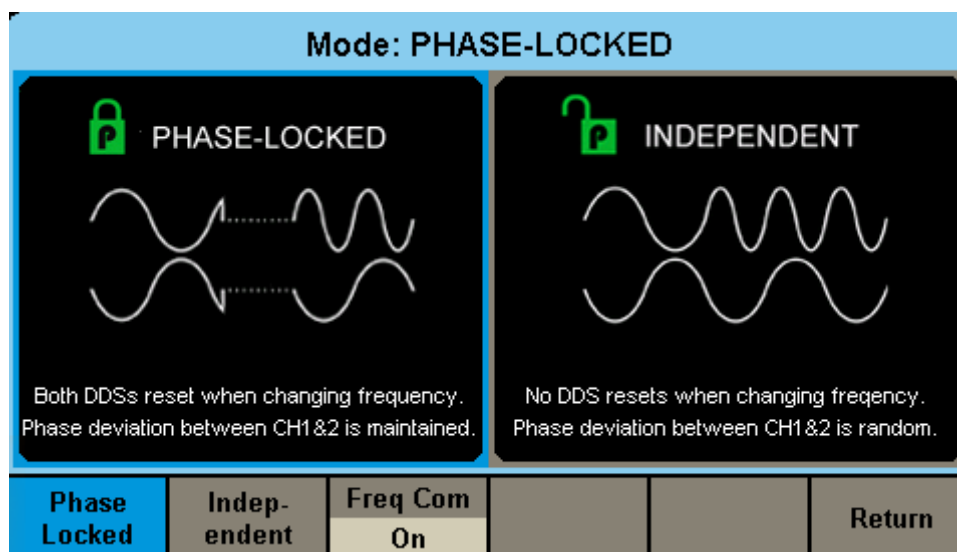 Mode: PHASE-LOCKED
P PHASE-LOCKED
Both DDSs reset when changing frequency.
Phase deviation between CH1&2 is maintained.
P INDEPENDENT
No DDS resets when changing freqency.
Phase deviation between CH1&2 is random.
Phase
Locked
Indep-
endent
Freq Com
On
Return